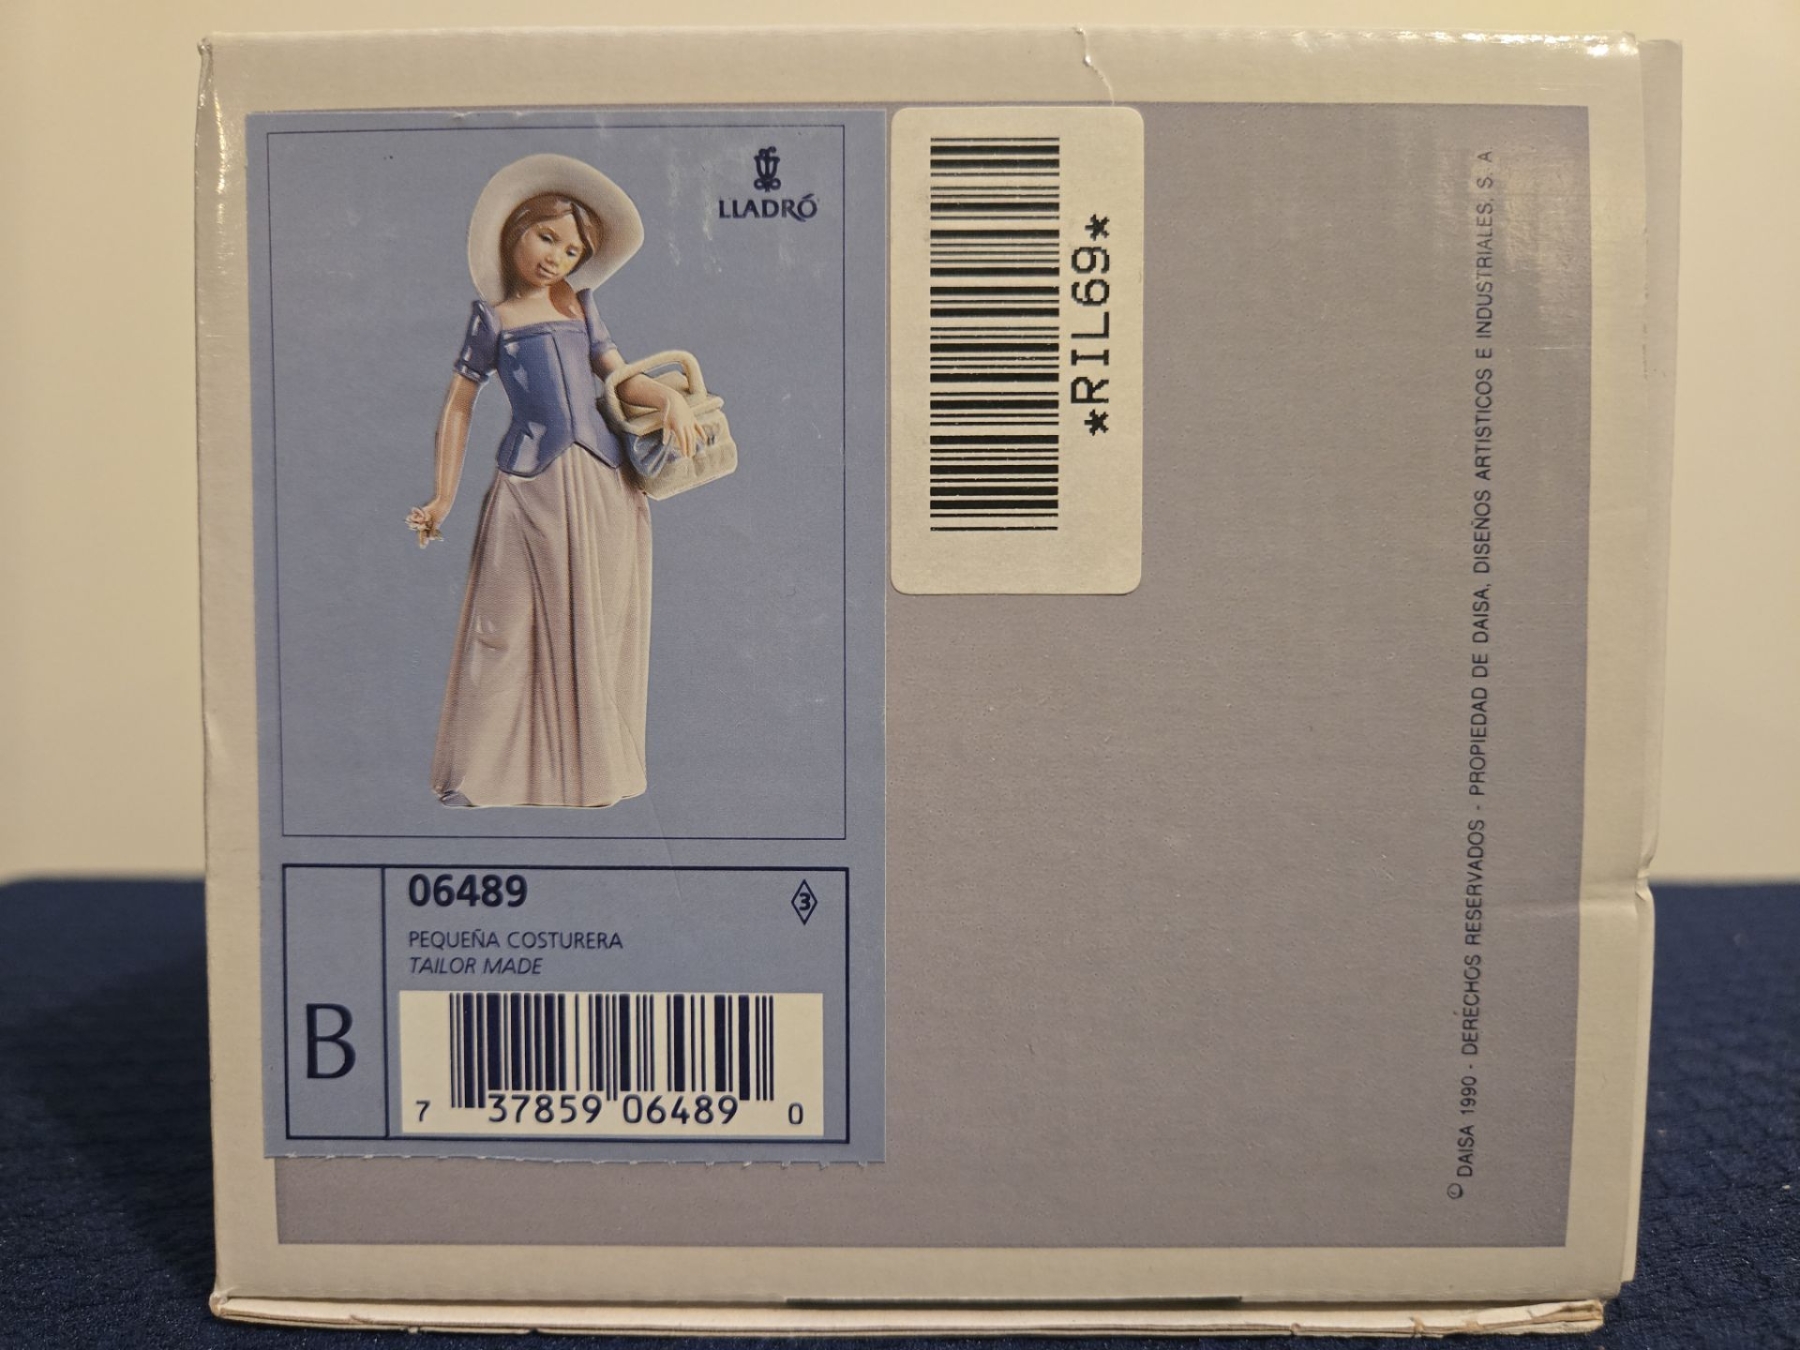 LLADRÓ
*RIL69*
06489
3
PEQUEÑA COSTURERA
TAILOR MADE
B
7 37859 06489 0
© DAISA 1990 - DERECHOS RESERVADOS - PROPIEDAD DE DAISA, DISEÑOS ARTISTICOS E INDUSTRIALES, S. A